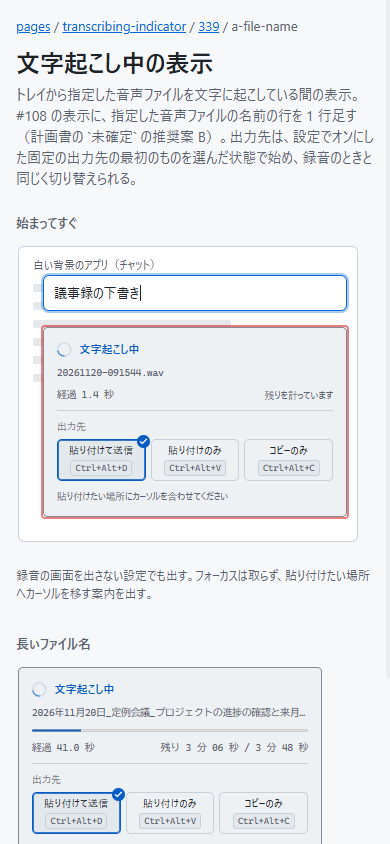 pages / transcribing-indicator / 339 / a-file-name
文字起こし中の表示
トレイから指定した音声ファイルを文字に起こしている間の表示。
#108 の表示に、指定した音声ファイルの名前の行を 1 行足す
（計画書の `未確定` の推奨案 B）。出力先は、設定でオンにし
た固定の出力先の最初のものを選んだ状態で始め、録音のときと
同じく切り替えられる。
始まってすぐ
白い背景のアプリ（チャット）
議事録の下書き
文字起こし中
20261120-091544.wav
経過 1.4 秒 残りを計っています
出力先
貼り付けて送信 貼り付けのみ コピーのみ
Ctrl+Alt+D Ctrl+Alt+V Ctrl+Alt+C
貼り付けたい場所にカーソルを合わせてください
録音の画面を出さない設定でも出す。フォーカスは取らず、貼り付けたい場所
へカーソルを移す案内を出す。
長いファイル名
文字起こし中
2026年11月20日_定例会議_プロジェクトの進捗の確認と来月…
経過 41.0 秒 残り 3 分 06 秒 / 3 分 48 秒
出力先
貼り付けて送信 貼り付けのみ コピーのみ
Ctrl+Alt+D Ctrl+Alt+V Ctrl+Alt+C